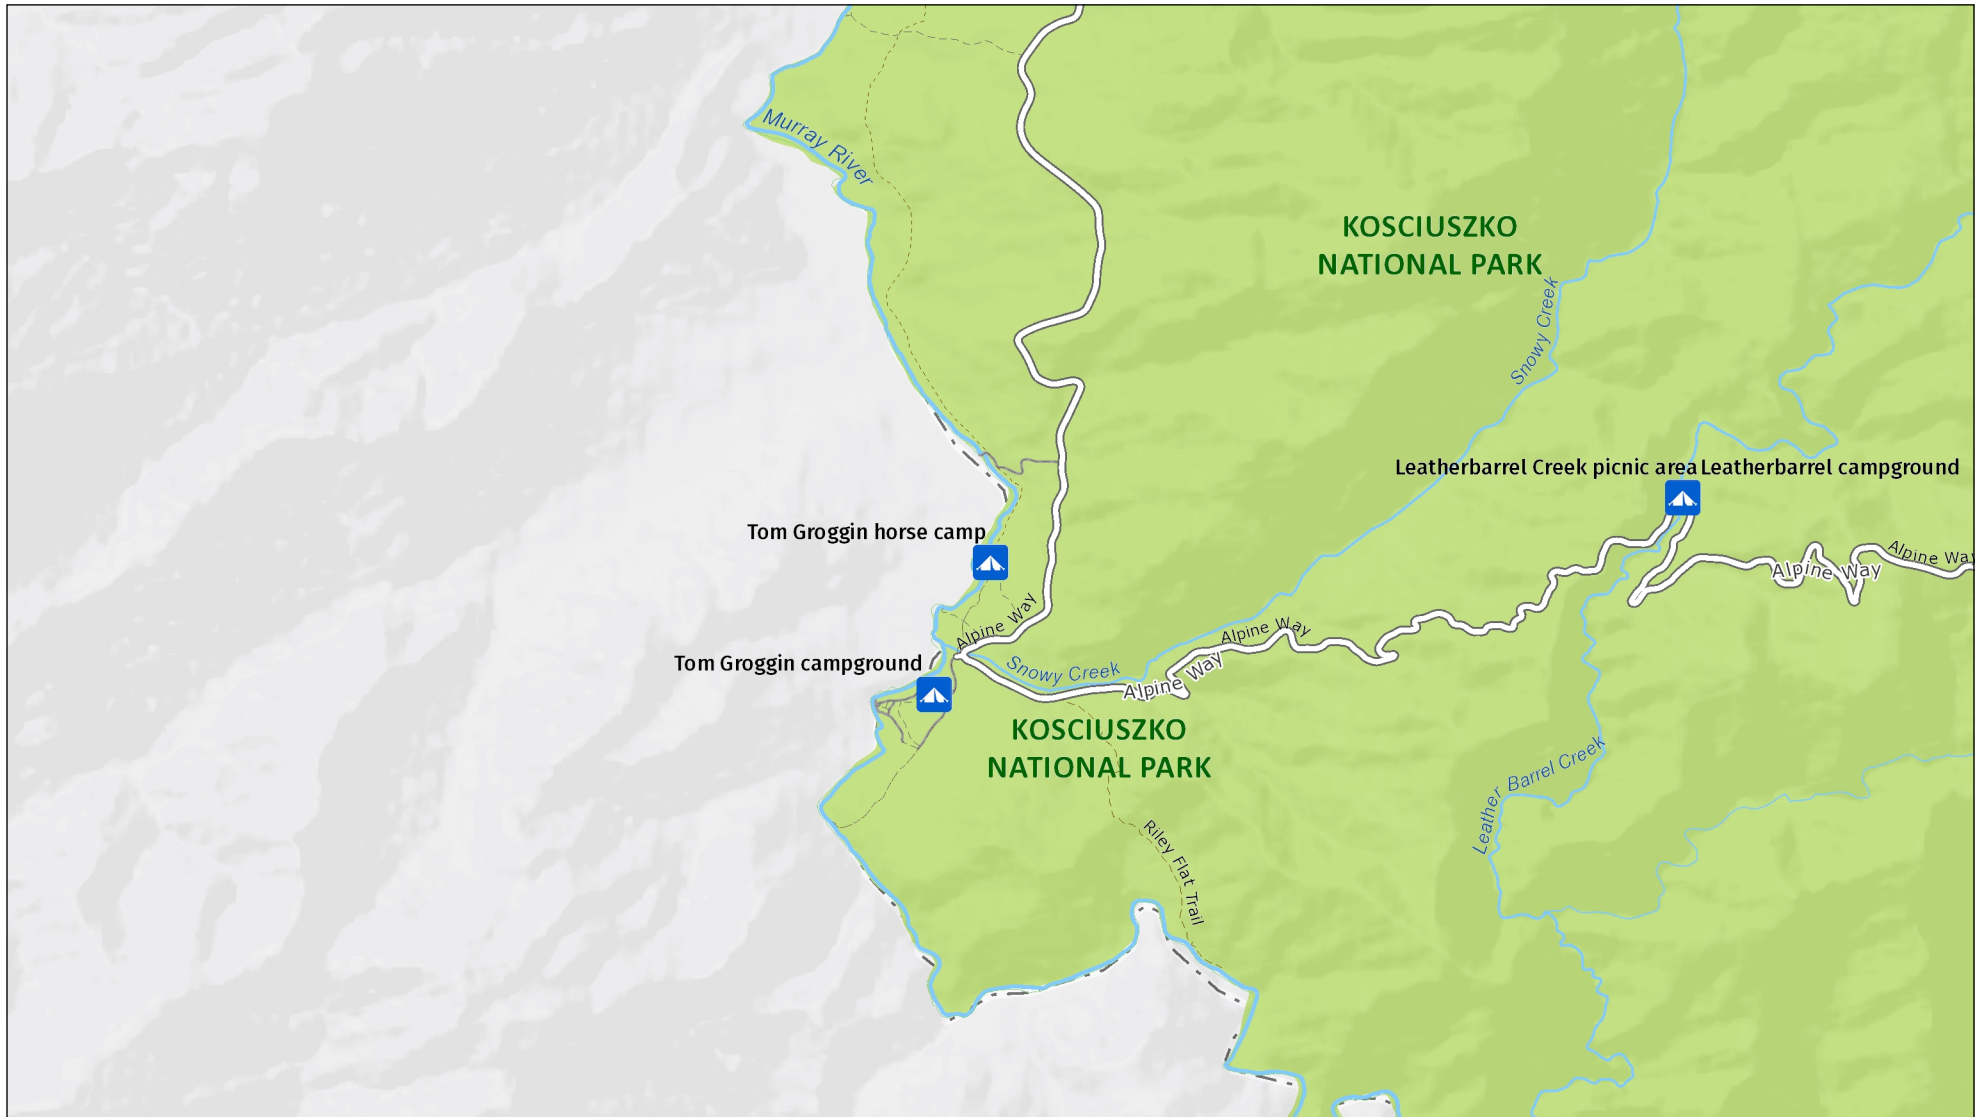 Murray River
KOSCIUSZKO
NATIONAL PARK
Snowy Creek
Leatherbarrel Creek picnic area
Leatherbarrel campground
Tom Groggin horse camp
Alpine Way
Alpine Way
Alpine Way
Alpine Way
Tom Groggin campground
Snowy Creek
Alpine Way
KOSCIUSZKO
NATIONAL PARK
Leather Barrel Creek
Riley Flat Trail